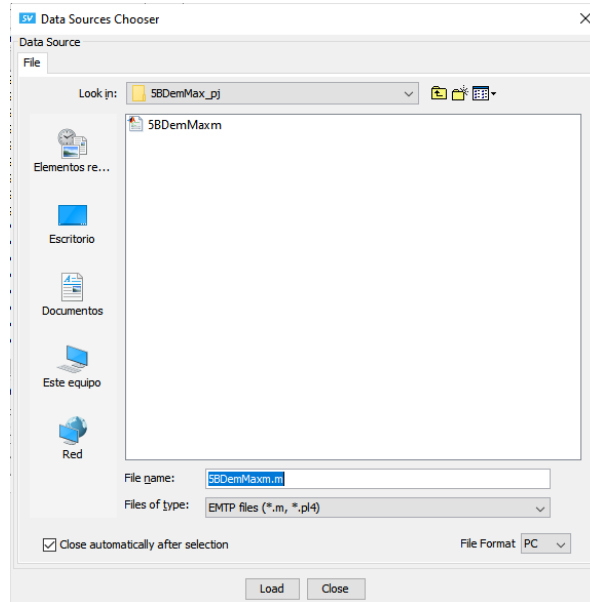 SV Data Sources Chooser
Data Source
File
Look in: 5BDemMax_pj
5BDemMaxm
Elementos re...
Escritorio
Documentos
Este equipo
Red
File name: 5BDemMaxm.m
Files of type: EMTP files (*.m, *.pl4)
Close automatically after selection File Format PC
Load Close